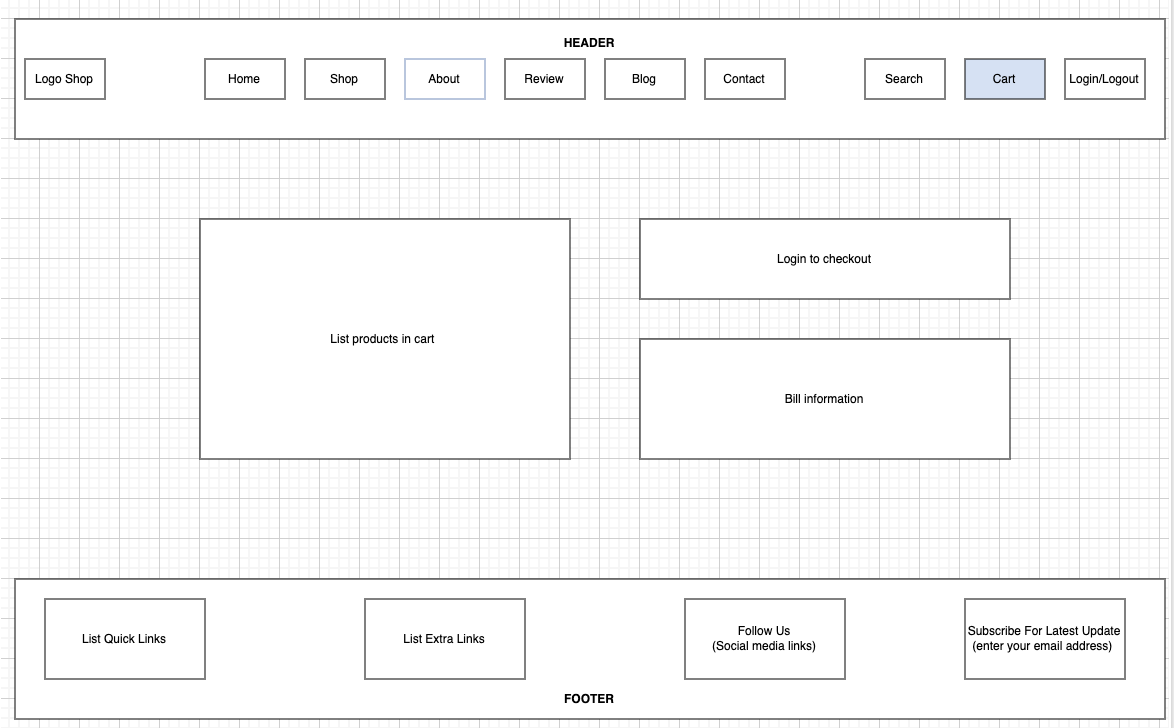 HEADER
Logo Shop
Home
Shop
About
Review
Blog
Contact
Search
Cart
Login/Logout
List products in cart
Login to checkout
Bill information
List Quick Links
List Extra Links
Follow Us
(Social media links)
Subscribe For Latest Update
(enter your email address)
FOOTER